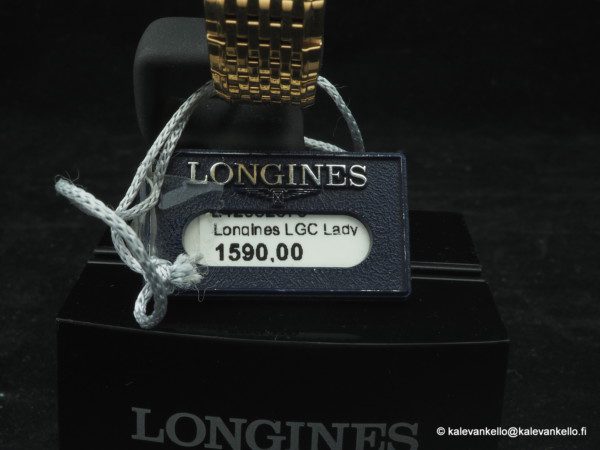 LONGINES
Longines LGC Lady
1590,00
LONGINES
© kalevankello@kalevankello.fi